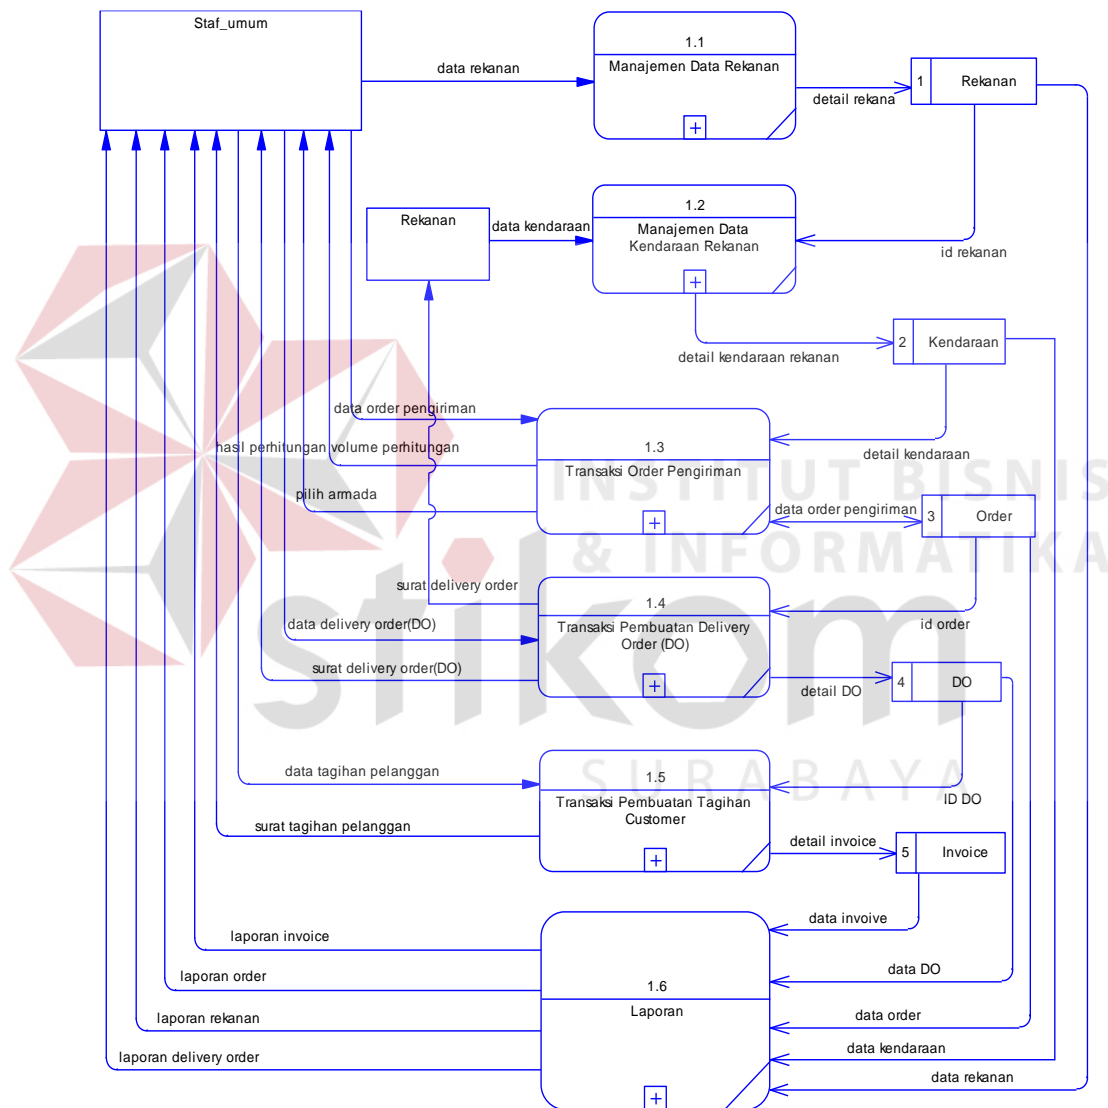 Staf_umum
data rekanan
1.1
Manajemen Data Rekanan
+
detail rekana
1
Rekanan
Rekanan
data kendaraan
1.2
Manajemen Data
Kendaraan Rekanan
+
id rekanan
detail kendaraan rekanan
2
Kendaraan
data order pengiriman
hasil perhitungan volume perhitungan
pilih armada
1.3
Transaksi Order Pengiriman
+
detail kendaraan
data order pengiriman
3
Order
INSTITUT BISNIS
& INFORMATIKA
stikom
SURABAYA
surat delivery order
data delivery order(DO)
surat delivery order(DO)
1.4
Transaksi Pembuatan Delivery
Order (DO)
+
id order
detail DO
4
DO
data tagihan pelanggan
surat tagihan pelanggan
1.5
Transaksi Pembuatan Tagihan
Customer
+
ID DO
detail invoice
5
Invoice
laporan invoice
laporan order
laporan rekanan
laporan delivery order
1.6
Laporan
+
data invoive
data DO
data order
data kendaraan
data rekanan